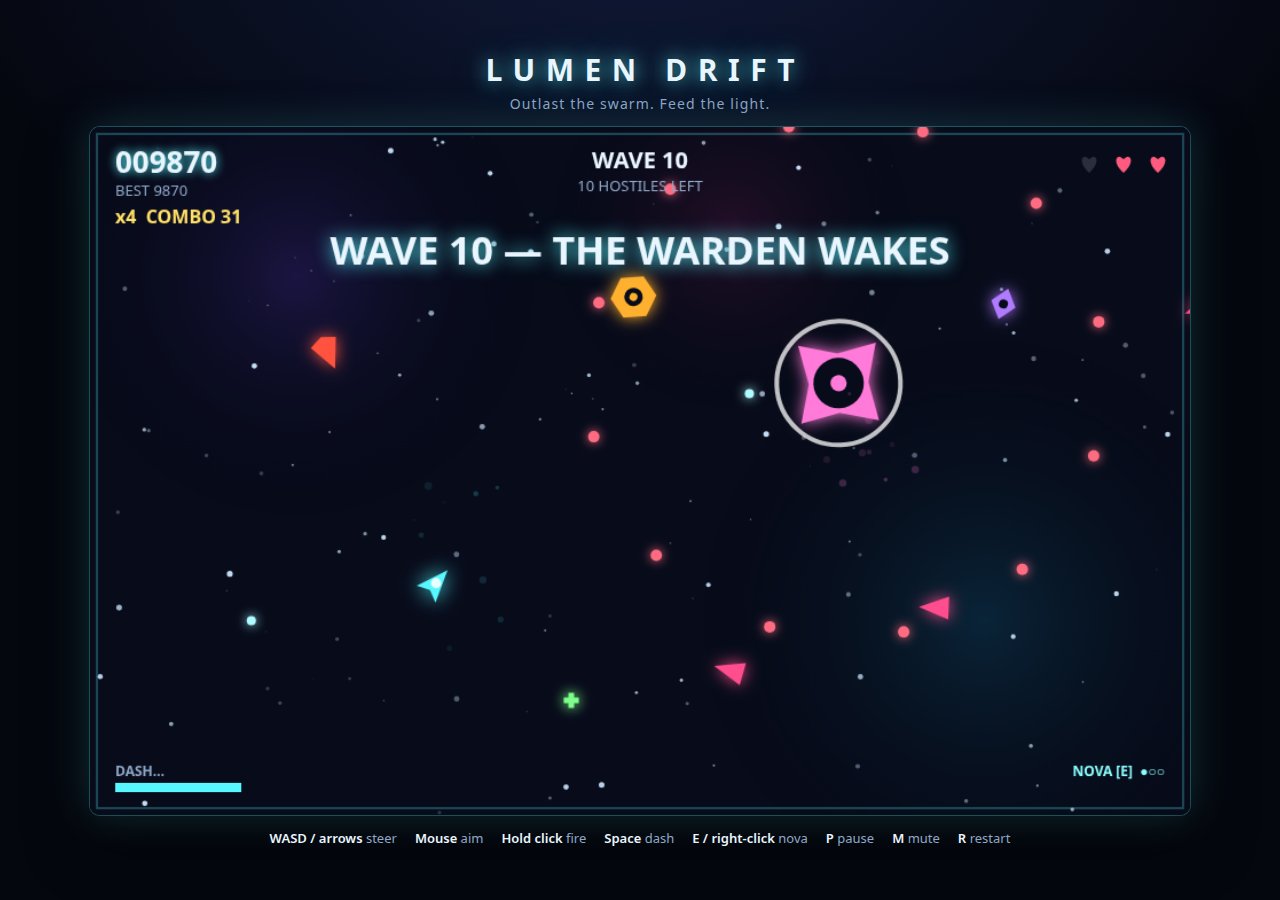 LUMEN DRIFT
Outlast the swarm. Feed the light.
009870
BEST 9870
x4 COMBO 31
WAVE 10
10 HOSTILES LEFT
WAVE 10 — THE WARDEN WAKES
DASH...
NOVA [E]
WASD / arrows steer Mouse aim Hold click fire Space dash E / right-click nova P pause M mute R restart